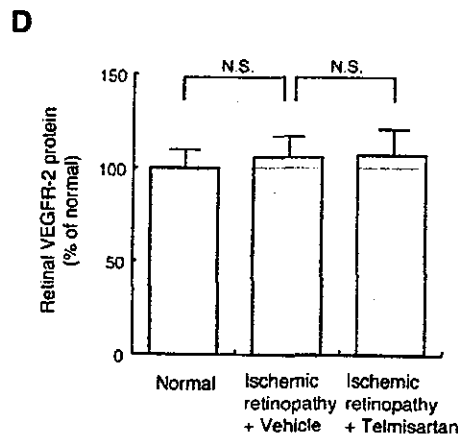 D
Retinal VEGFR-2 protein
(% of normal)
150
100
50
0
N.S.
N.S.
Normal
Ischemic
retinopathy
+ Vehicle
Ischemic
retinopathy
+ Telmisartan